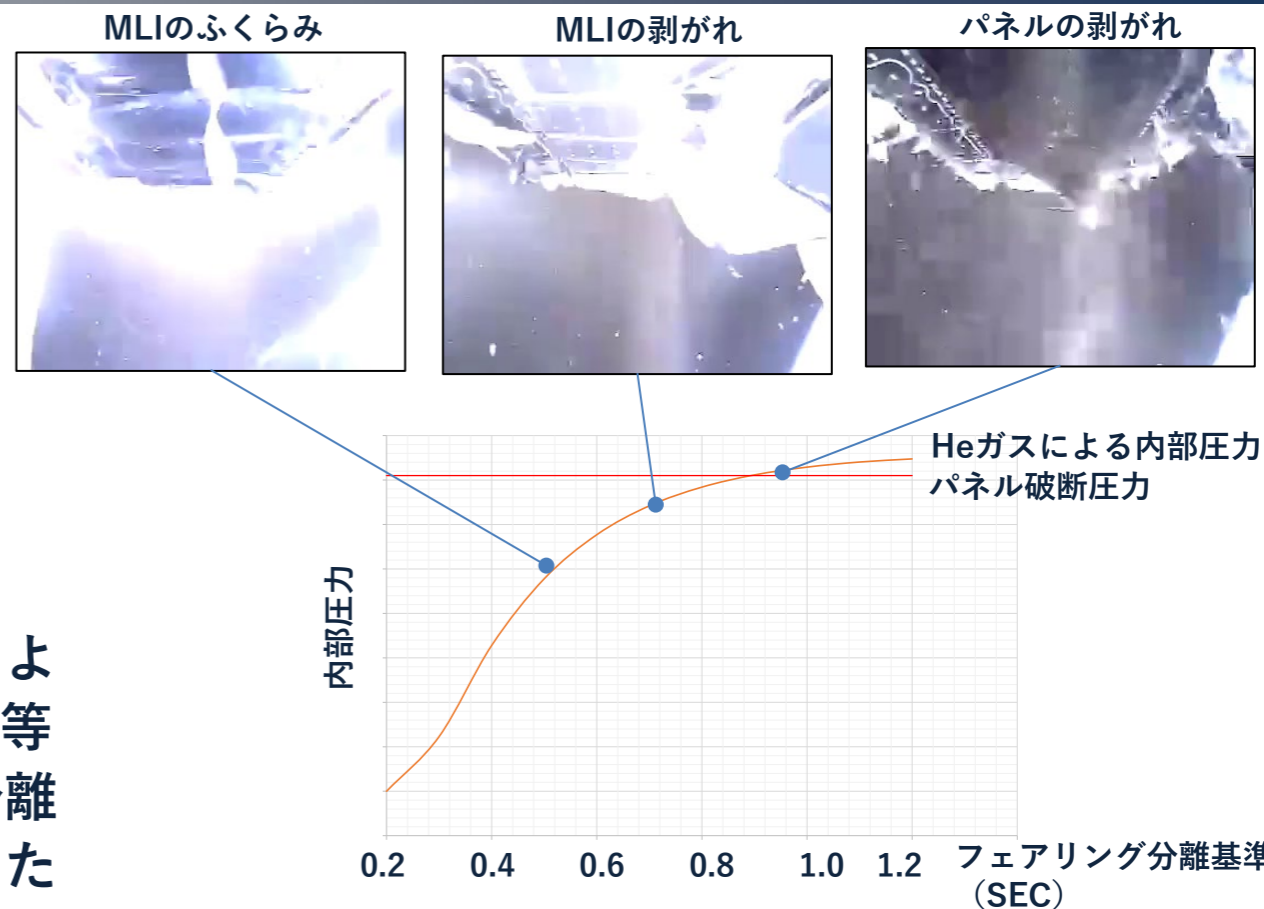 MLIのふくらみ
MLIの剥がれ
パネルの剥がれ
Heガスによる内部圧力
パネル破断圧力
内部圧力
よ
等
離
た
0.2 0.4 0.6 0.8 1.0 1.2
フェアリング分離基準
（SEC）